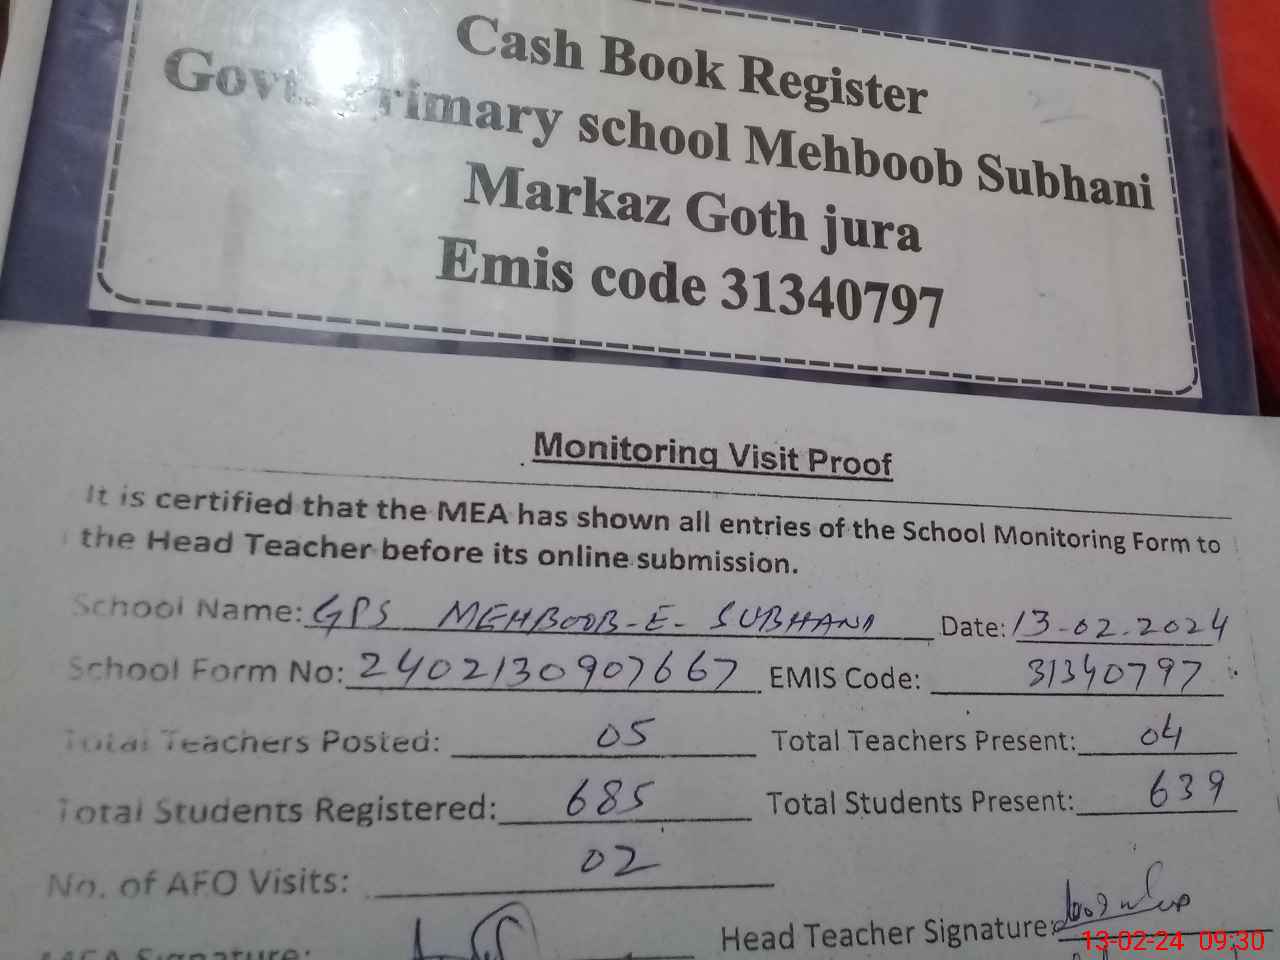 Cash Book Register
Govt. Primary school Mehboob Subhani
Markaz Goth jura
Emis code 31340797
Monitoring Visit Proof
It is certified that the MEA has shown all entries of the School Monitoring Form to
the Head Teacher before its online submission.
School Name: GPS MEHBOOB-E-SUBHANI Date: 13-02-2024
School Form No: 2402130907667 EMIS Code: 31340797
Total Teachers Posted: 05 Total Teachers Present: 04
Total Students Registered: 685 Total Students Present: 639
No. of AFO Visits: 02
MEA Signature: Head Teacher Signature:
13-02-24 09:30